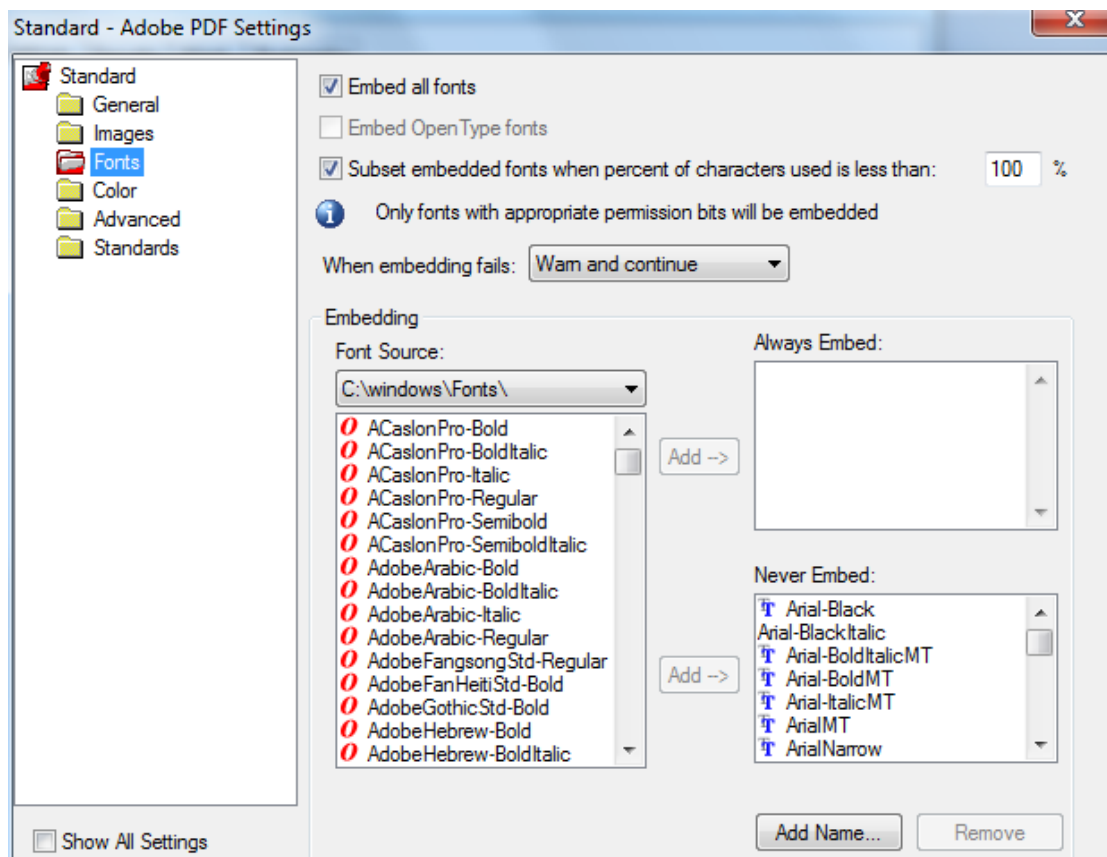 Standard - Adobe PDF Settings
Standard
General
Images
Fonts
Color
Advanced
Standards
Show All Settings
Embed all fonts
Embed OpenType fonts
Subset embedded fonts when percent of characters used is less than: 100 %
Only fonts with appropriate permission bits will be embedded
When embedding fails: Warn and continue
Embedding
Font Source:
C:\windows\Fonts\
ACaslonPro-Bold
ACaslonPro-BoldItalic
ACaslonPro-Italic
ACaslonPro-Regular
ACaslonPro-Semibold
ACaslonPro-SemiboldItalic
AdobeArabic-Bold
AdobeArabic-BoldItalic
AdobeArabic-Italic
AdobeArabic-Regular
AdobeFangsongStd-Regular
AdobeFanHeitiStd-Bold
AdobeGothicStd-Bold
AdobeHebrew-Bold
AdobeHebrew-BoldItalic
Add -->
Add -->
Always Embed:
Never Embed:
Arial-Black
Arial-BlackItalic
Arial-BoldItalicMT
Arial-BoldMT
Arial-ItalicMT
ArialMT
ArialNarrow
Add Name...
Remove